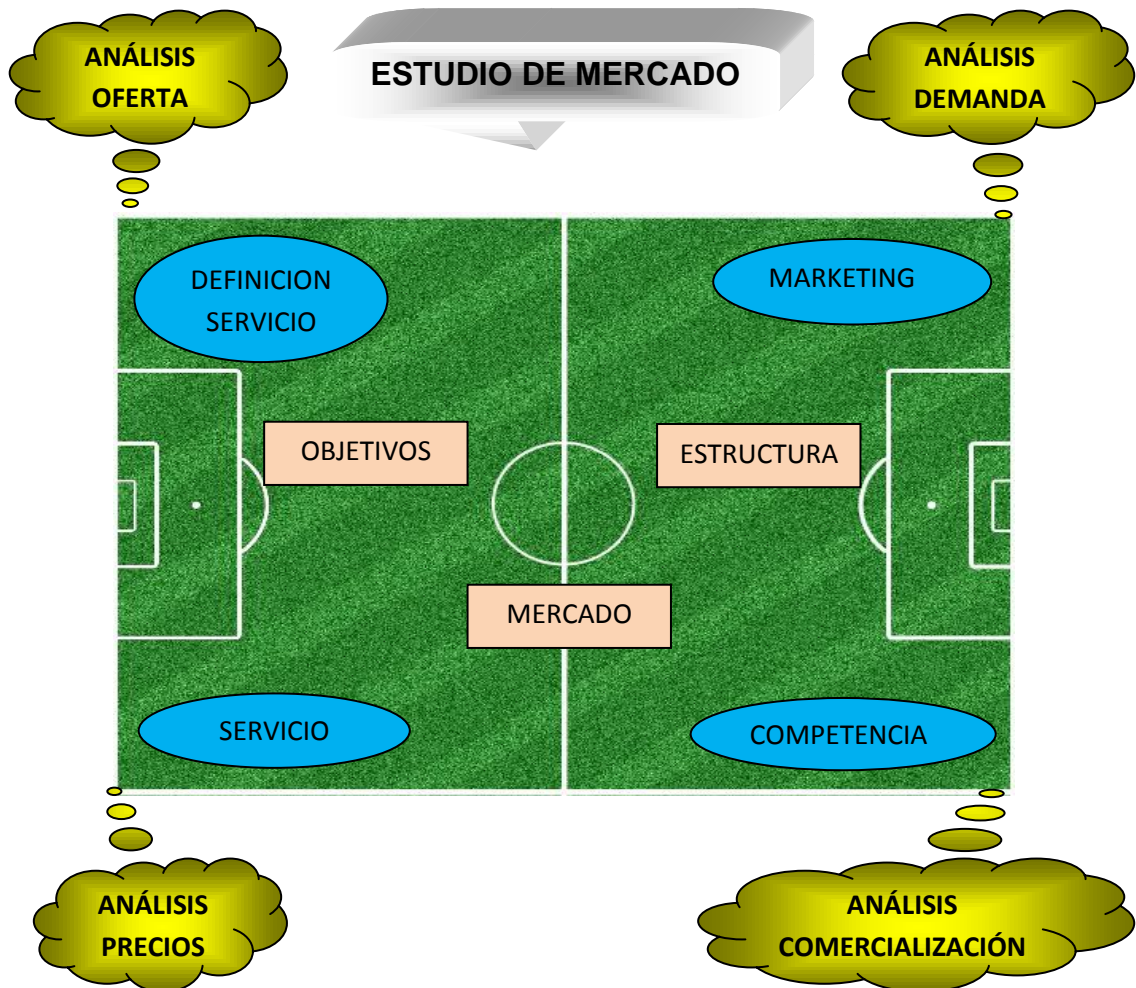 ANÁLISIS
OFERTA
ESTUDIO DE MERCADO
ANÁLISIS
DEMANDA
DEFINICION
SERVICIO
MARKETING
OBJETIVOS
ESTRUCTURA
MERCADO
SERVICIO
COMPETENCIA
ANÁLISIS
PRECIOS
ANÁLISIS
COMERCIALIZACIÓN